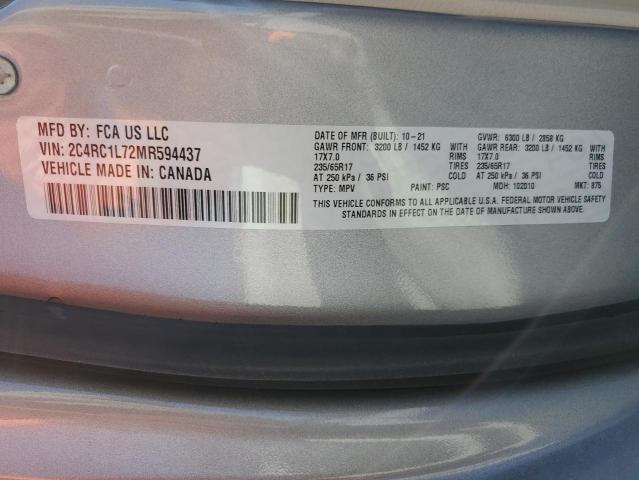 MFD BY: FCA US LLC
VIN: 2C4RC1L72MR594437
VEHICLE MADE IN: CANADA
DATE OF MFR (BUILT): 10-21 GVWR: 6300 LB / 2858 KG
GAWR FRONT: 3200 LB / 1452 KG WITH GAWR REAR: 3200 LB / 1452 KG WITH
17X7.0 RIMS 17X7.0 RIMS
235/65R17 TIRES 235/65R17 TIRES
AT 250 kPa / 36 PSI COLD AT 250 kPa / 36 PSI COLD
TYPE: MPV PAINT: PSC MDH: 102010 MKT: 875
THIS VEHICLE CONFORMS TO ALL APPLICABLE U.S.A. FEDERAL MOTOR VEHICLE SAFETY
STANDARDS IN EFFECT ON THE DATE OF MANUFACTURE SHOWN ABOVE.